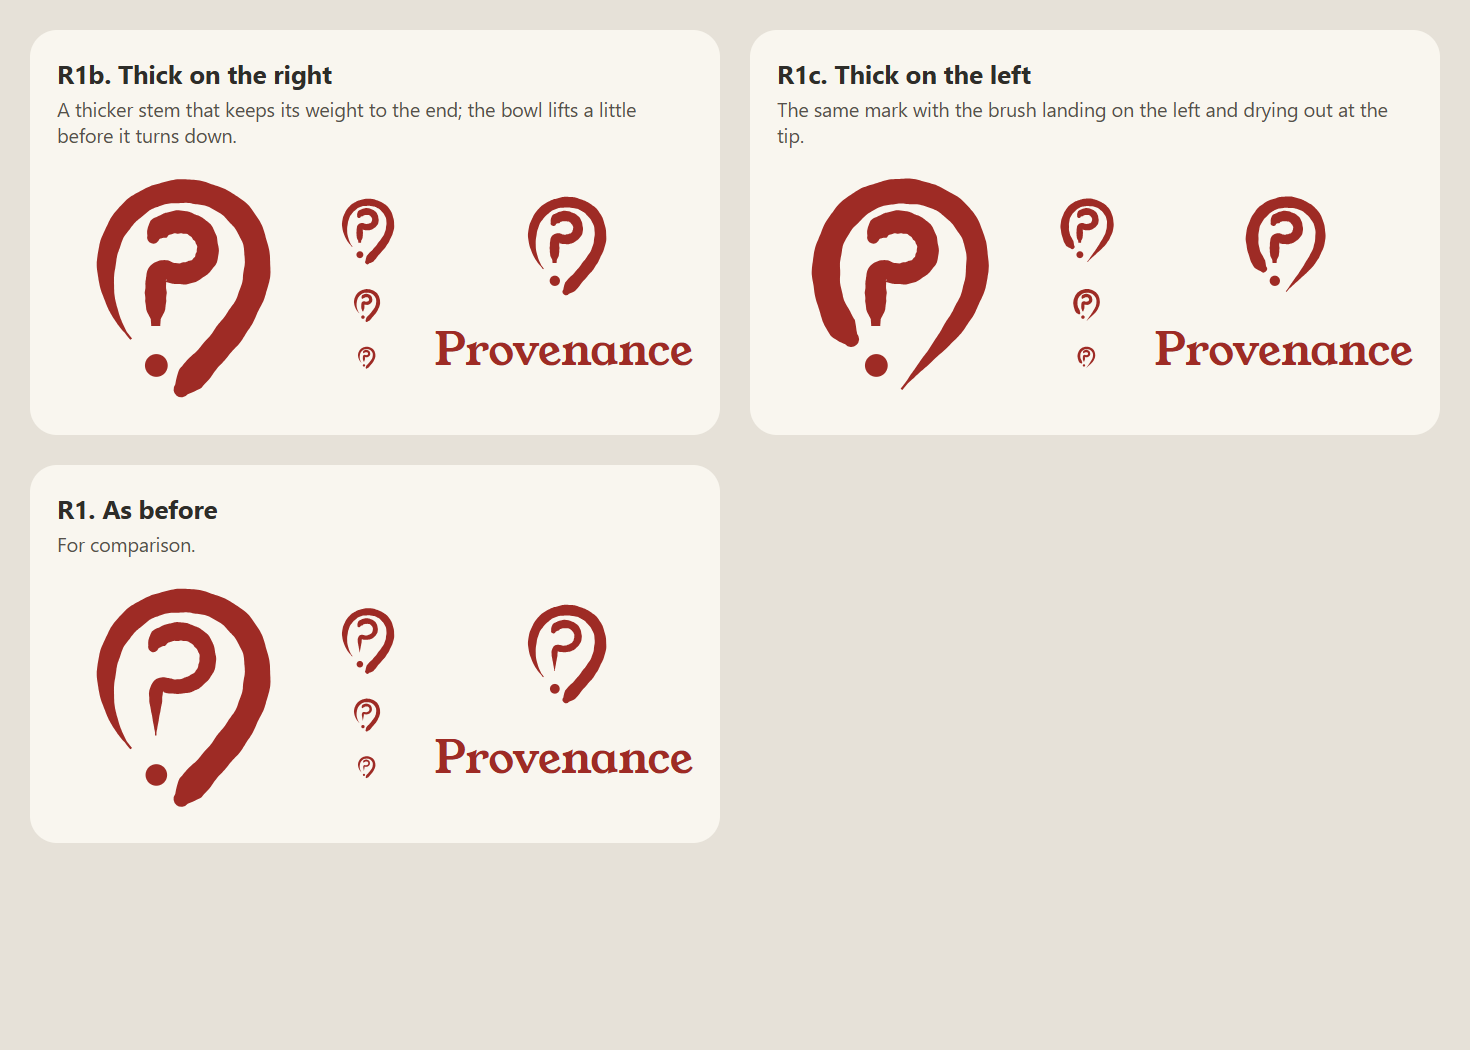 R1b. Thick on the right
A thicker stem that keeps its weight to the end; the bowl lifts a little
before it turns down.
Provenance
R1c. Thick on the left
The same mark with the brush landing on the left and drying out at the
tip.
Provenance
R1. As before
For comparison.
Provenance